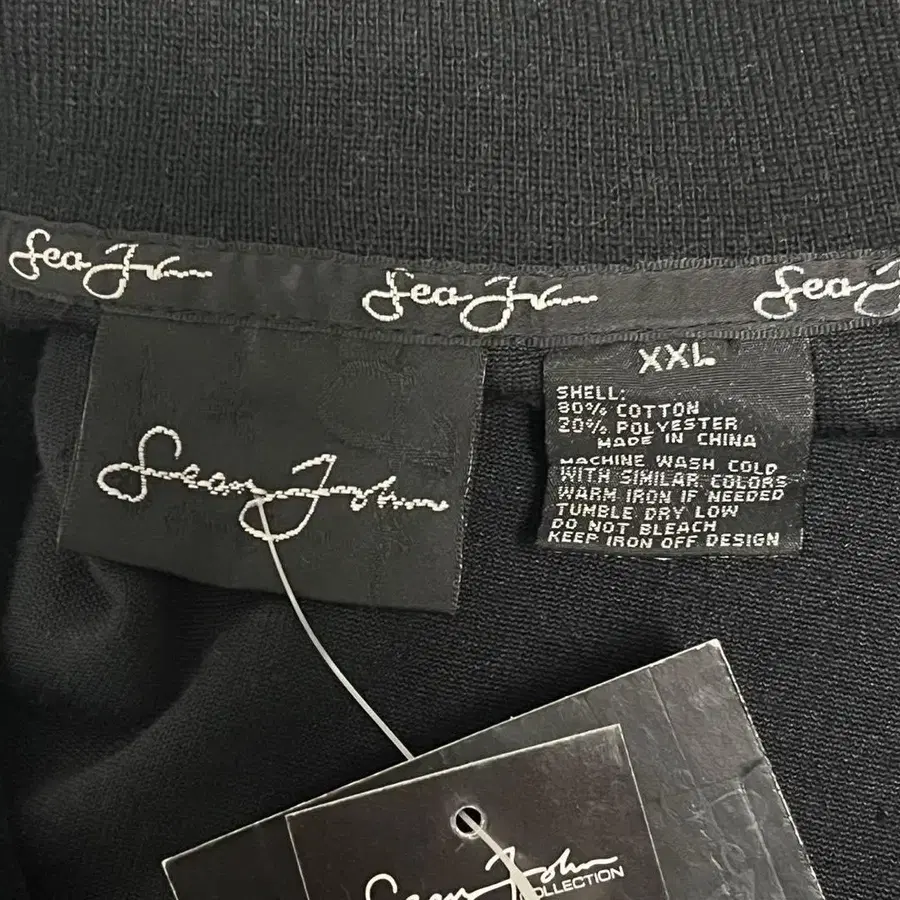 Sean John
Sean John
Sean J
Sean John
XXL
SHELL:
80% COTTON
20% POLYESTER
MADE IN CHINA
MACHINE WASH COLD
WITH SIMILAR COLORS
WARM IRON IF NEEDED
TUMBLE DRY LOW
DO NOT BLEACH
KEEP IRON OFF DESIGN
Sean John
COLLECTION